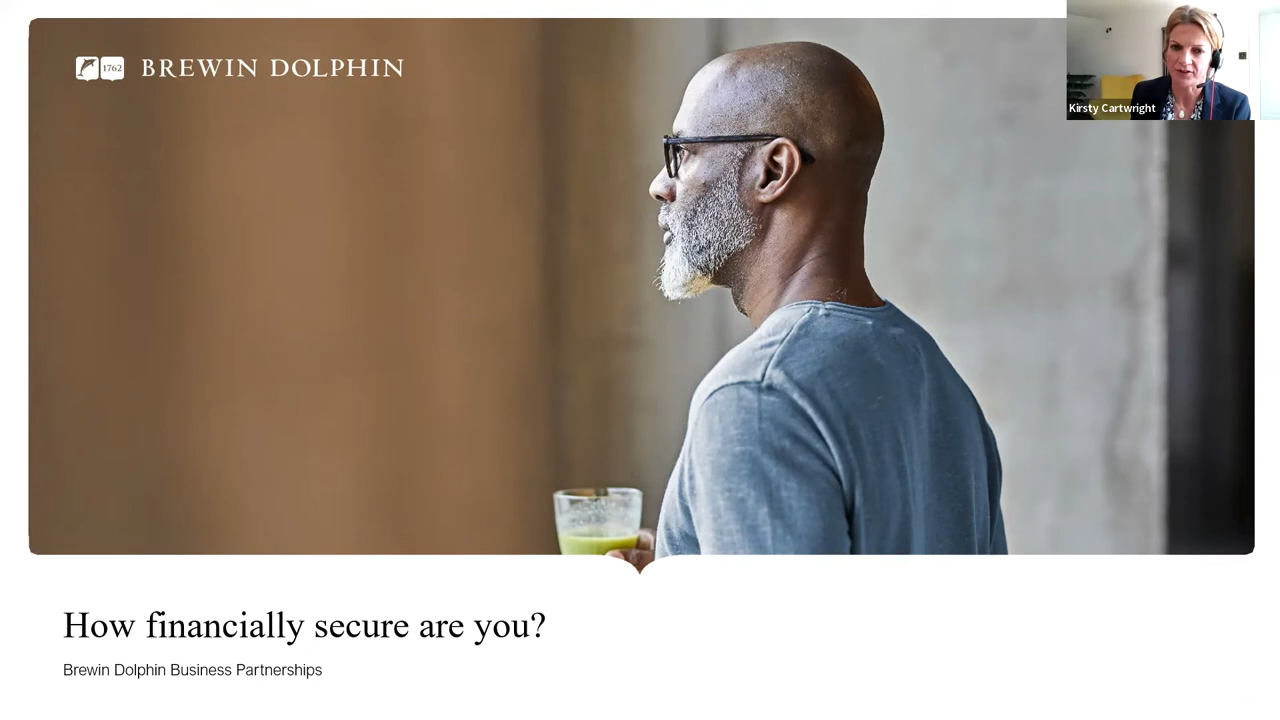 1762 BREWIN DOLPHIN
Kirsty Cartwright
How financially secure are you?
Brewin Dolphin Business Partnerships